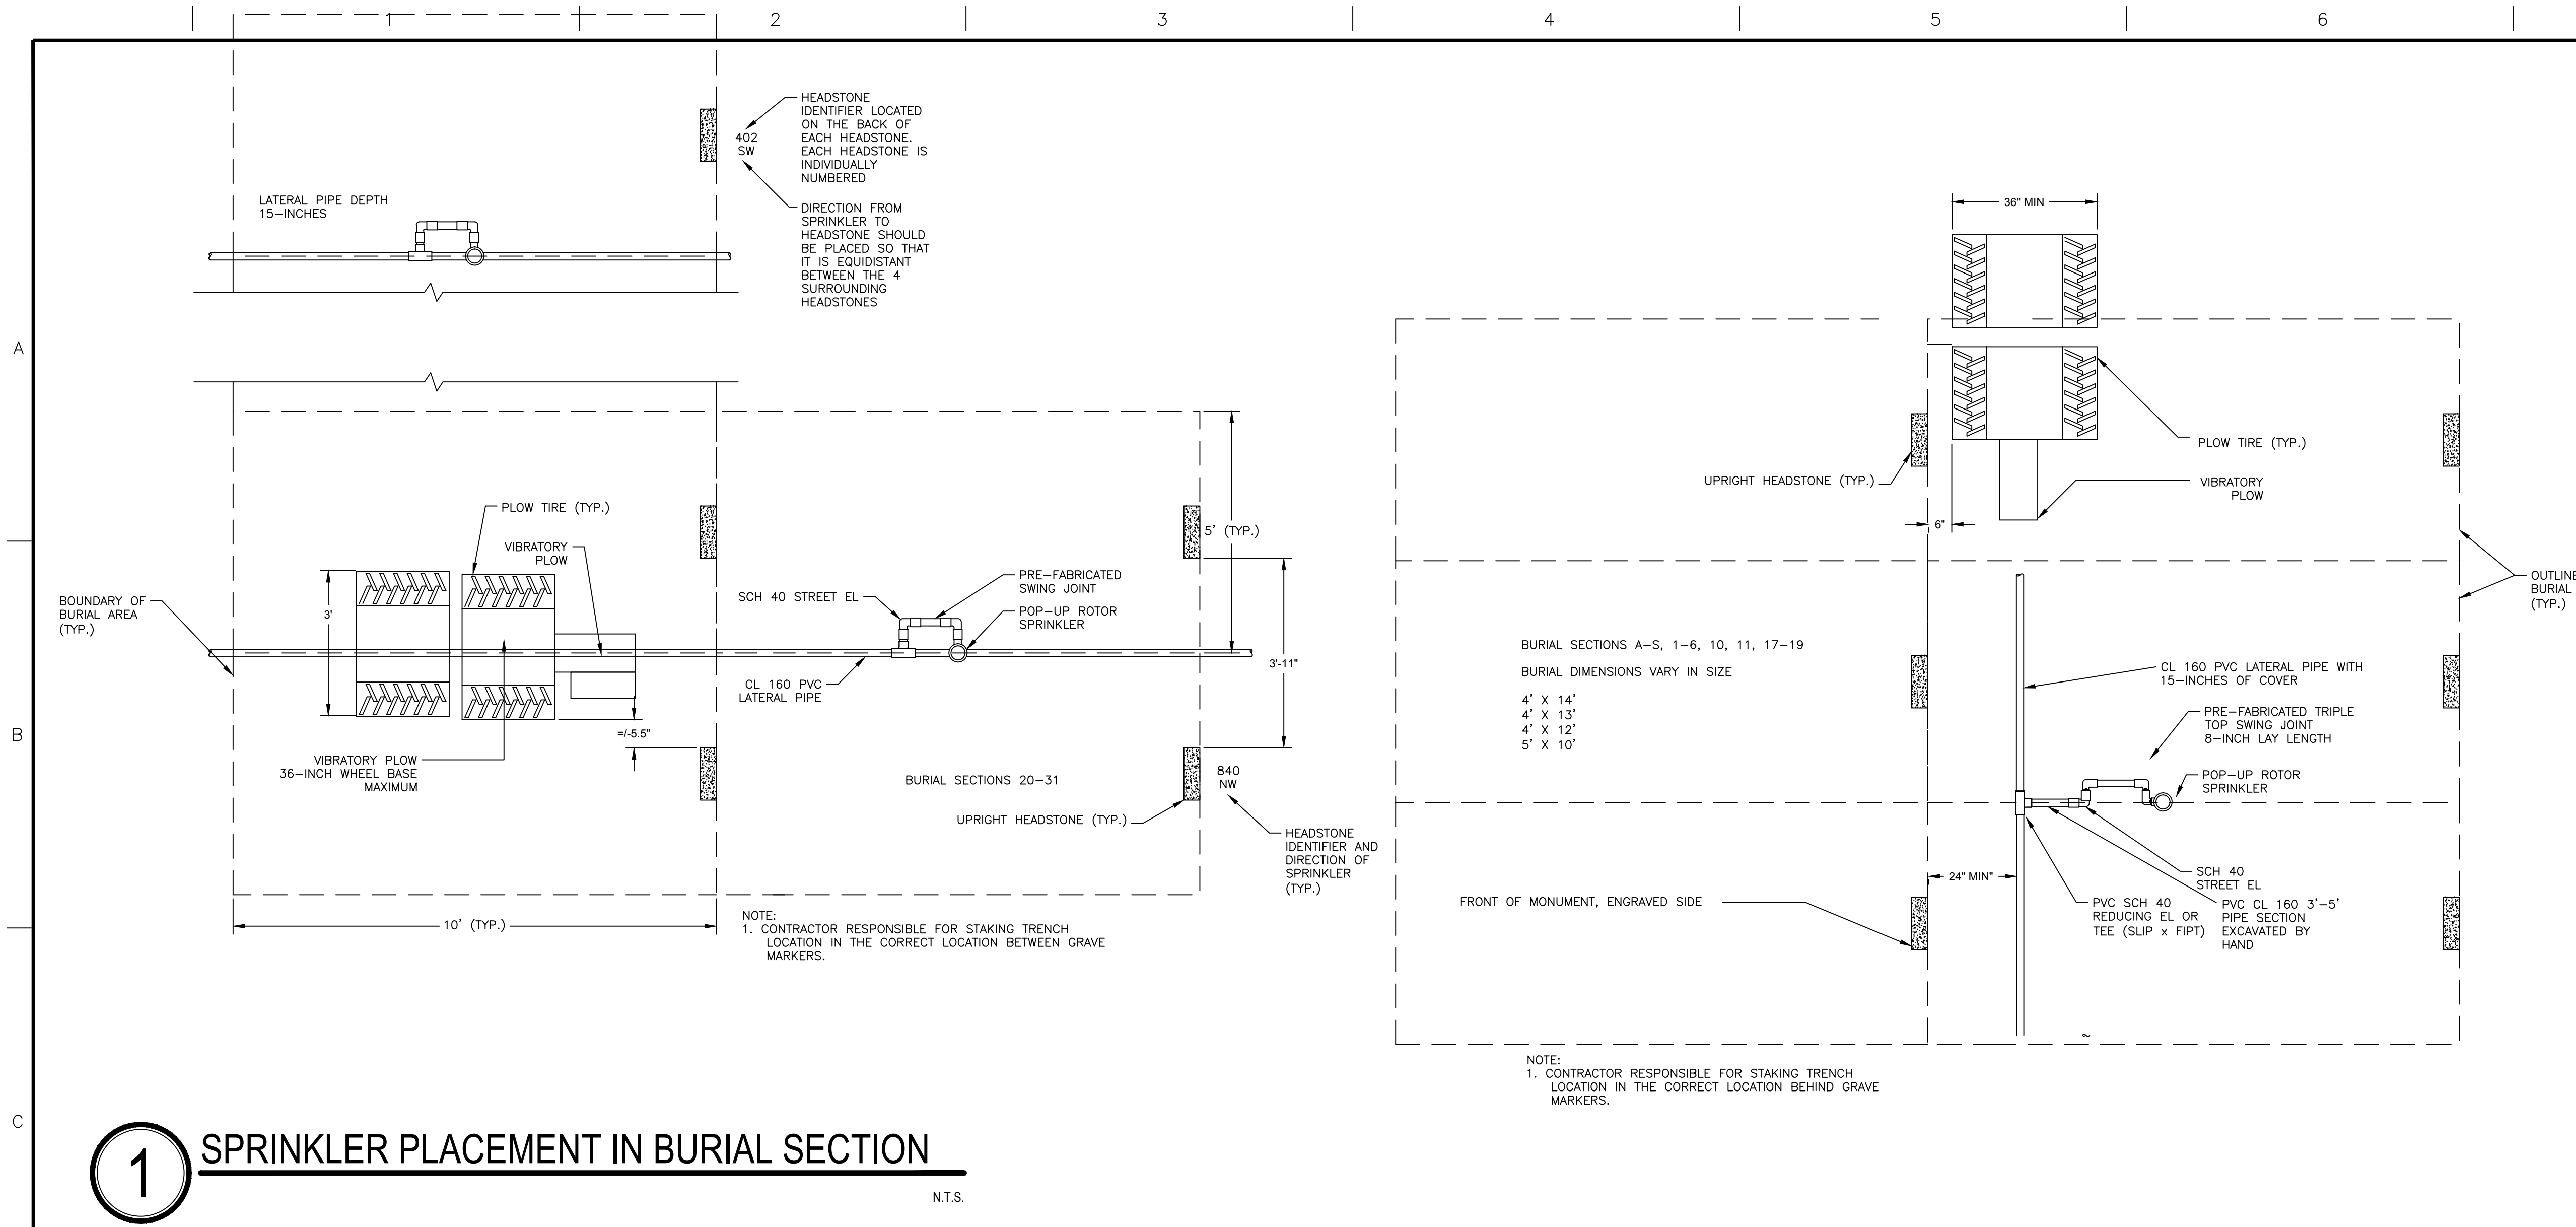 1
2
3
4
5
6
A
B
C
HEADSTONE
IDENTIFIER LOCATED
ON THE BACK OF
EACH HEADSTONE.
EACH HEADSTONE IS
INDIVIDUALLY
NUMBERED
402
SW
DIRECTION FROM
SPRINKLER TO
HEADSTONE SHOULD
BE PLACED SO THAT
IT IS EQUIDISTANT
BETWEEN THE 4
SURROUNDING
HEADSTONES
LATERAL PIPE DEPTH
15-INCHES
PLOW TIRE (TYP.)
VIBRATORY
PLOW
BOUNDARY OF
BURIAL AREA
(TYP.)
3'
SCH 40 STREET EL
PRE-FABRICATED
SWING JOINT
POP-UP ROTOR
SPRINKLER
5' (TYP.)
3'-11"
CL 160 PVC
LATERAL PIPE
=/-5.5"
VIBRATORY PLOW
36-INCH WHEEL BASE
MAXIMUM
BURIAL SECTIONS 20-31
840
NW
UPRIGHT HEADSTONE (TYP.)
HEADSTONE
IDENTIFIER AND
DIRECTION OF
SPRINKLER
(TYP.)
10' (TYP.)
NOTE:
1. CONTRACTOR RESPONSIBLE FOR STAKING TRENCH
LOCATION IN THE CORRECT LOCATION BETWEEN GRAVE
MARKERS.
36" MIN
PLOW TIRE (TYP.)
UPRIGHT HEADSTONE (TYP.)
VIBRATORY
PLOW
6"
OUTLINE
BURIAL
(TYP.)
BURIAL SECTIONS A-S, 1-6, 10, 11, 17-19
BURIAL DIMENSIONS VARY IN SIZE
4' X 14'
4' X 13'
4' X 12'
5' X 10'
CL 160 PVC LATERAL PIPE WITH
15-INCHES OF COVER
PRE-FABRICATED TRIPLE
TOP SWING JOINT
8-INCH LAY LENGTH
POP-UP ROTOR
SPRINKLER
SCH 40
STREET EL
24" MIN"
FRONT OF MONUMENT, ENGRAVED SIDE
PVC SCH 40
REDUCING EL OR
TEE (SLIP x FIPT)
PVC CL 160 3'-5'
PIPE SECTION
EXCAVATED BY
HAND
NOTE:
1. CONTRACTOR RESPONSIBLE FOR STAKING TRENCH
LOCATION IN THE CORRECT LOCATION BEHIND GRAVE
MARKERS.
1
SPRINKLER PLACEMENT IN BURIAL SECTION
N.T.S.